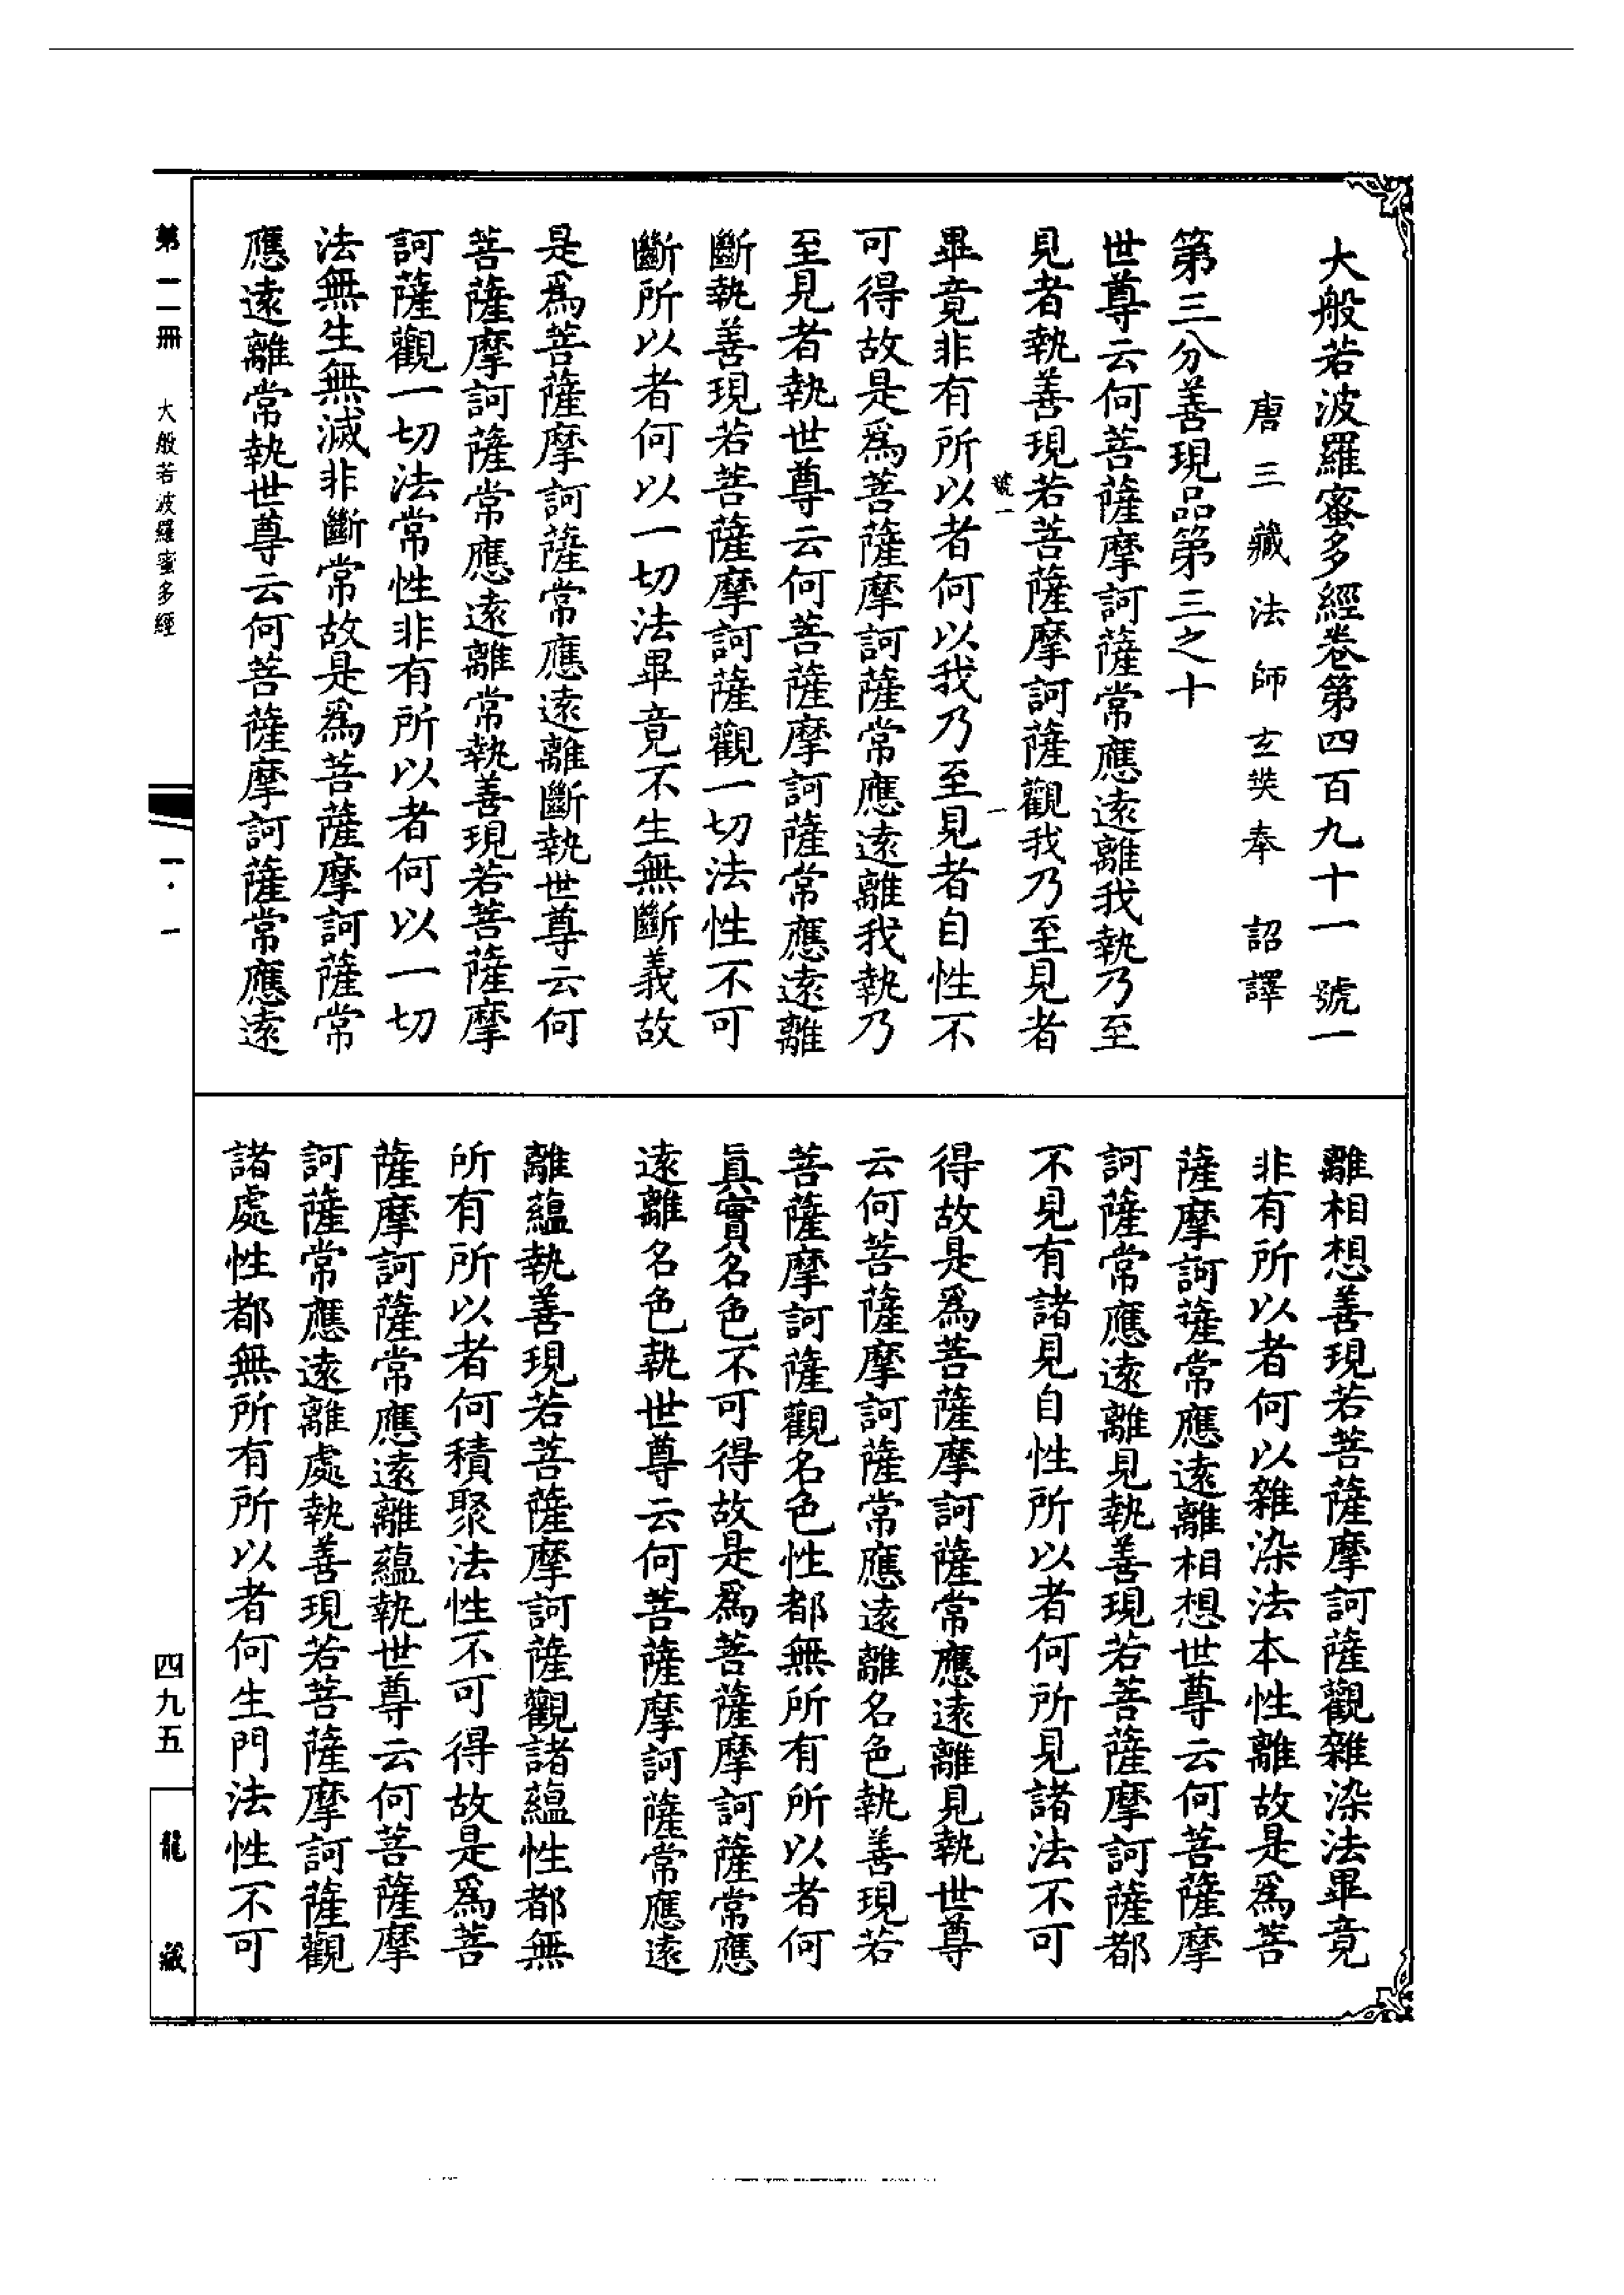 大般若波羅蜜多經卷第四百九十一 號一
唐三藏法師玄奘奉 詔譯
第三分善現品第三之十
世尊云何菩薩摩訶薩常應遠離我執乃至
見者執善現若菩薩摩訶薩觀我乃至見者
號一 一
畢竟非有所以者何以我乃至見者自性不
可得故是爲菩薩摩訶薩常應遠離我執乃
至見者執世尊云何菩薩摩訶薩常應遠離
斷執善現若菩薩摩訶薩觀一切法性不可
斷所以者何以一切法畢竟不生無斷義故
是爲菩薩摩訶薩常應遠離斷執世尊云何
菩薩摩訶薩常應遠離常執善現若菩薩摩
訶薩觀一切法常性非有所以者何以一切
法無生無滅非斷常故是爲菩薩摩訶薩常
應遠離常執世尊云何菩薩摩訶薩常應遠
離相想善現若菩薩摩訶薩觀雜染法畢竟
非有所以者何以雜染法本性離故是爲菩
薩摩訶薩常應遠離相想世尊云何菩薩摩
訶薩常應遠離見執善現若菩薩摩訶薩都
不見有諸見自性所以者何所見諸法不可
得故是爲菩薩摩訶薩常應遠離見執世尊
云何菩薩摩訶薩常應遠離名色執善現若
菩薩摩訶薩觀名色性都無所有所以者何
眞實名色不可得故是爲菩薩摩訶薩常應
遠離名色執世尊云何菩薩摩訶薩常應遠
離蘊執善現若菩薩摩訶薩觀諸蘊性都無
所有所以者何積聚法性不可得故是爲菩
薩摩訶薩常應遠離蘊執世尊云何菩薩摩
訶薩常應遠離處執善現若菩薩摩訶薩觀
諸處性都無所有所以者何生門法性不可
第一一冊 大般若波羅蜜多經
一・一
四九五
龍藏